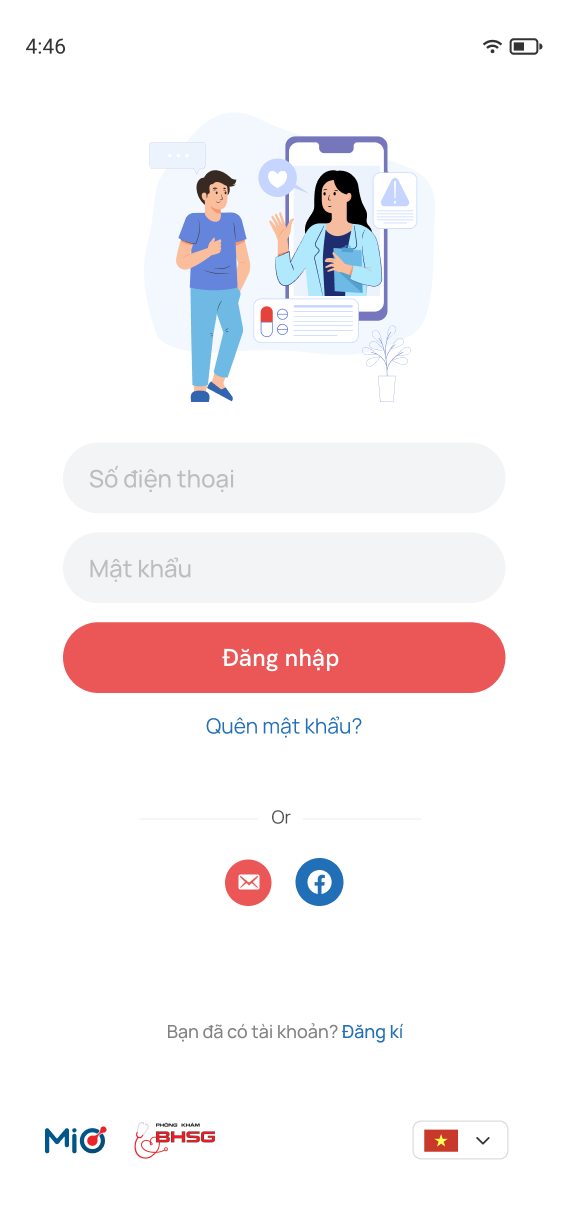 4:46
Số điện thoại
Mật khẩu
Đăng nhập
Quên mật khẩu?
Or
Bạn đã có tài khoản? Đăng kí
MiO
PHÒNG KHÁM
BHSG